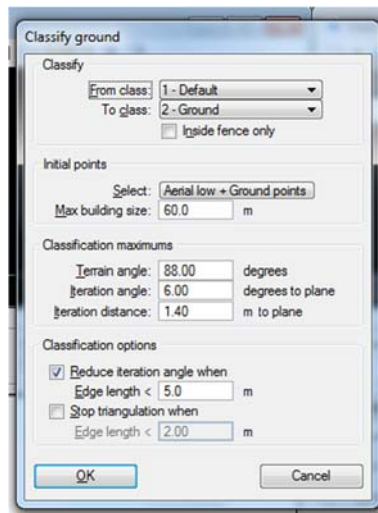 Classify ground
Classify
From class: 1 - Default
To class: 2 - Ground
Inside fence only
Initial points
Select: Aerial low + Ground points
Max building size: 60.0 m
Classification maximums
Terrain angle: 88.00 degrees
Iteration angle: 6.00 degrees to plane
Iteration distance: 1.40 m to plane
Classification options
Reduce iteration angle when
Edge length < 5.0 m
Stop triangulation when
Edge length < 2.00 m
OK Cancel